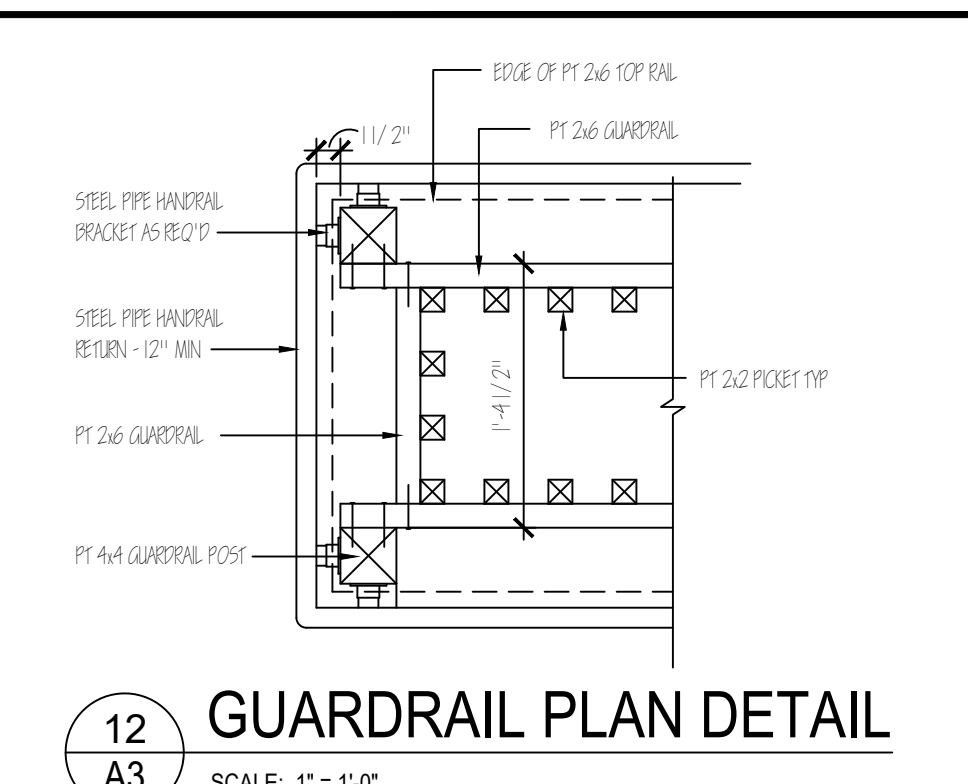 EDGE OF PT 2x6 TOP RAIL
1 1/2"
PT 2x6 GUARDRAIL
STEEL PIPE HANDRAIL
BRACKET AS REQ'D
STEEL PIPE HANDRAIL
RETURN - 12" MIN
1'-4 1/2"
PT 2x2 PICKET TYP
PT 2x6 GUARDRAIL
PT 4x4 GUARDRAIL POST
12
A3
GUARDRAIL PLAN DETAIL
SCALE: 1" = 1'-0"